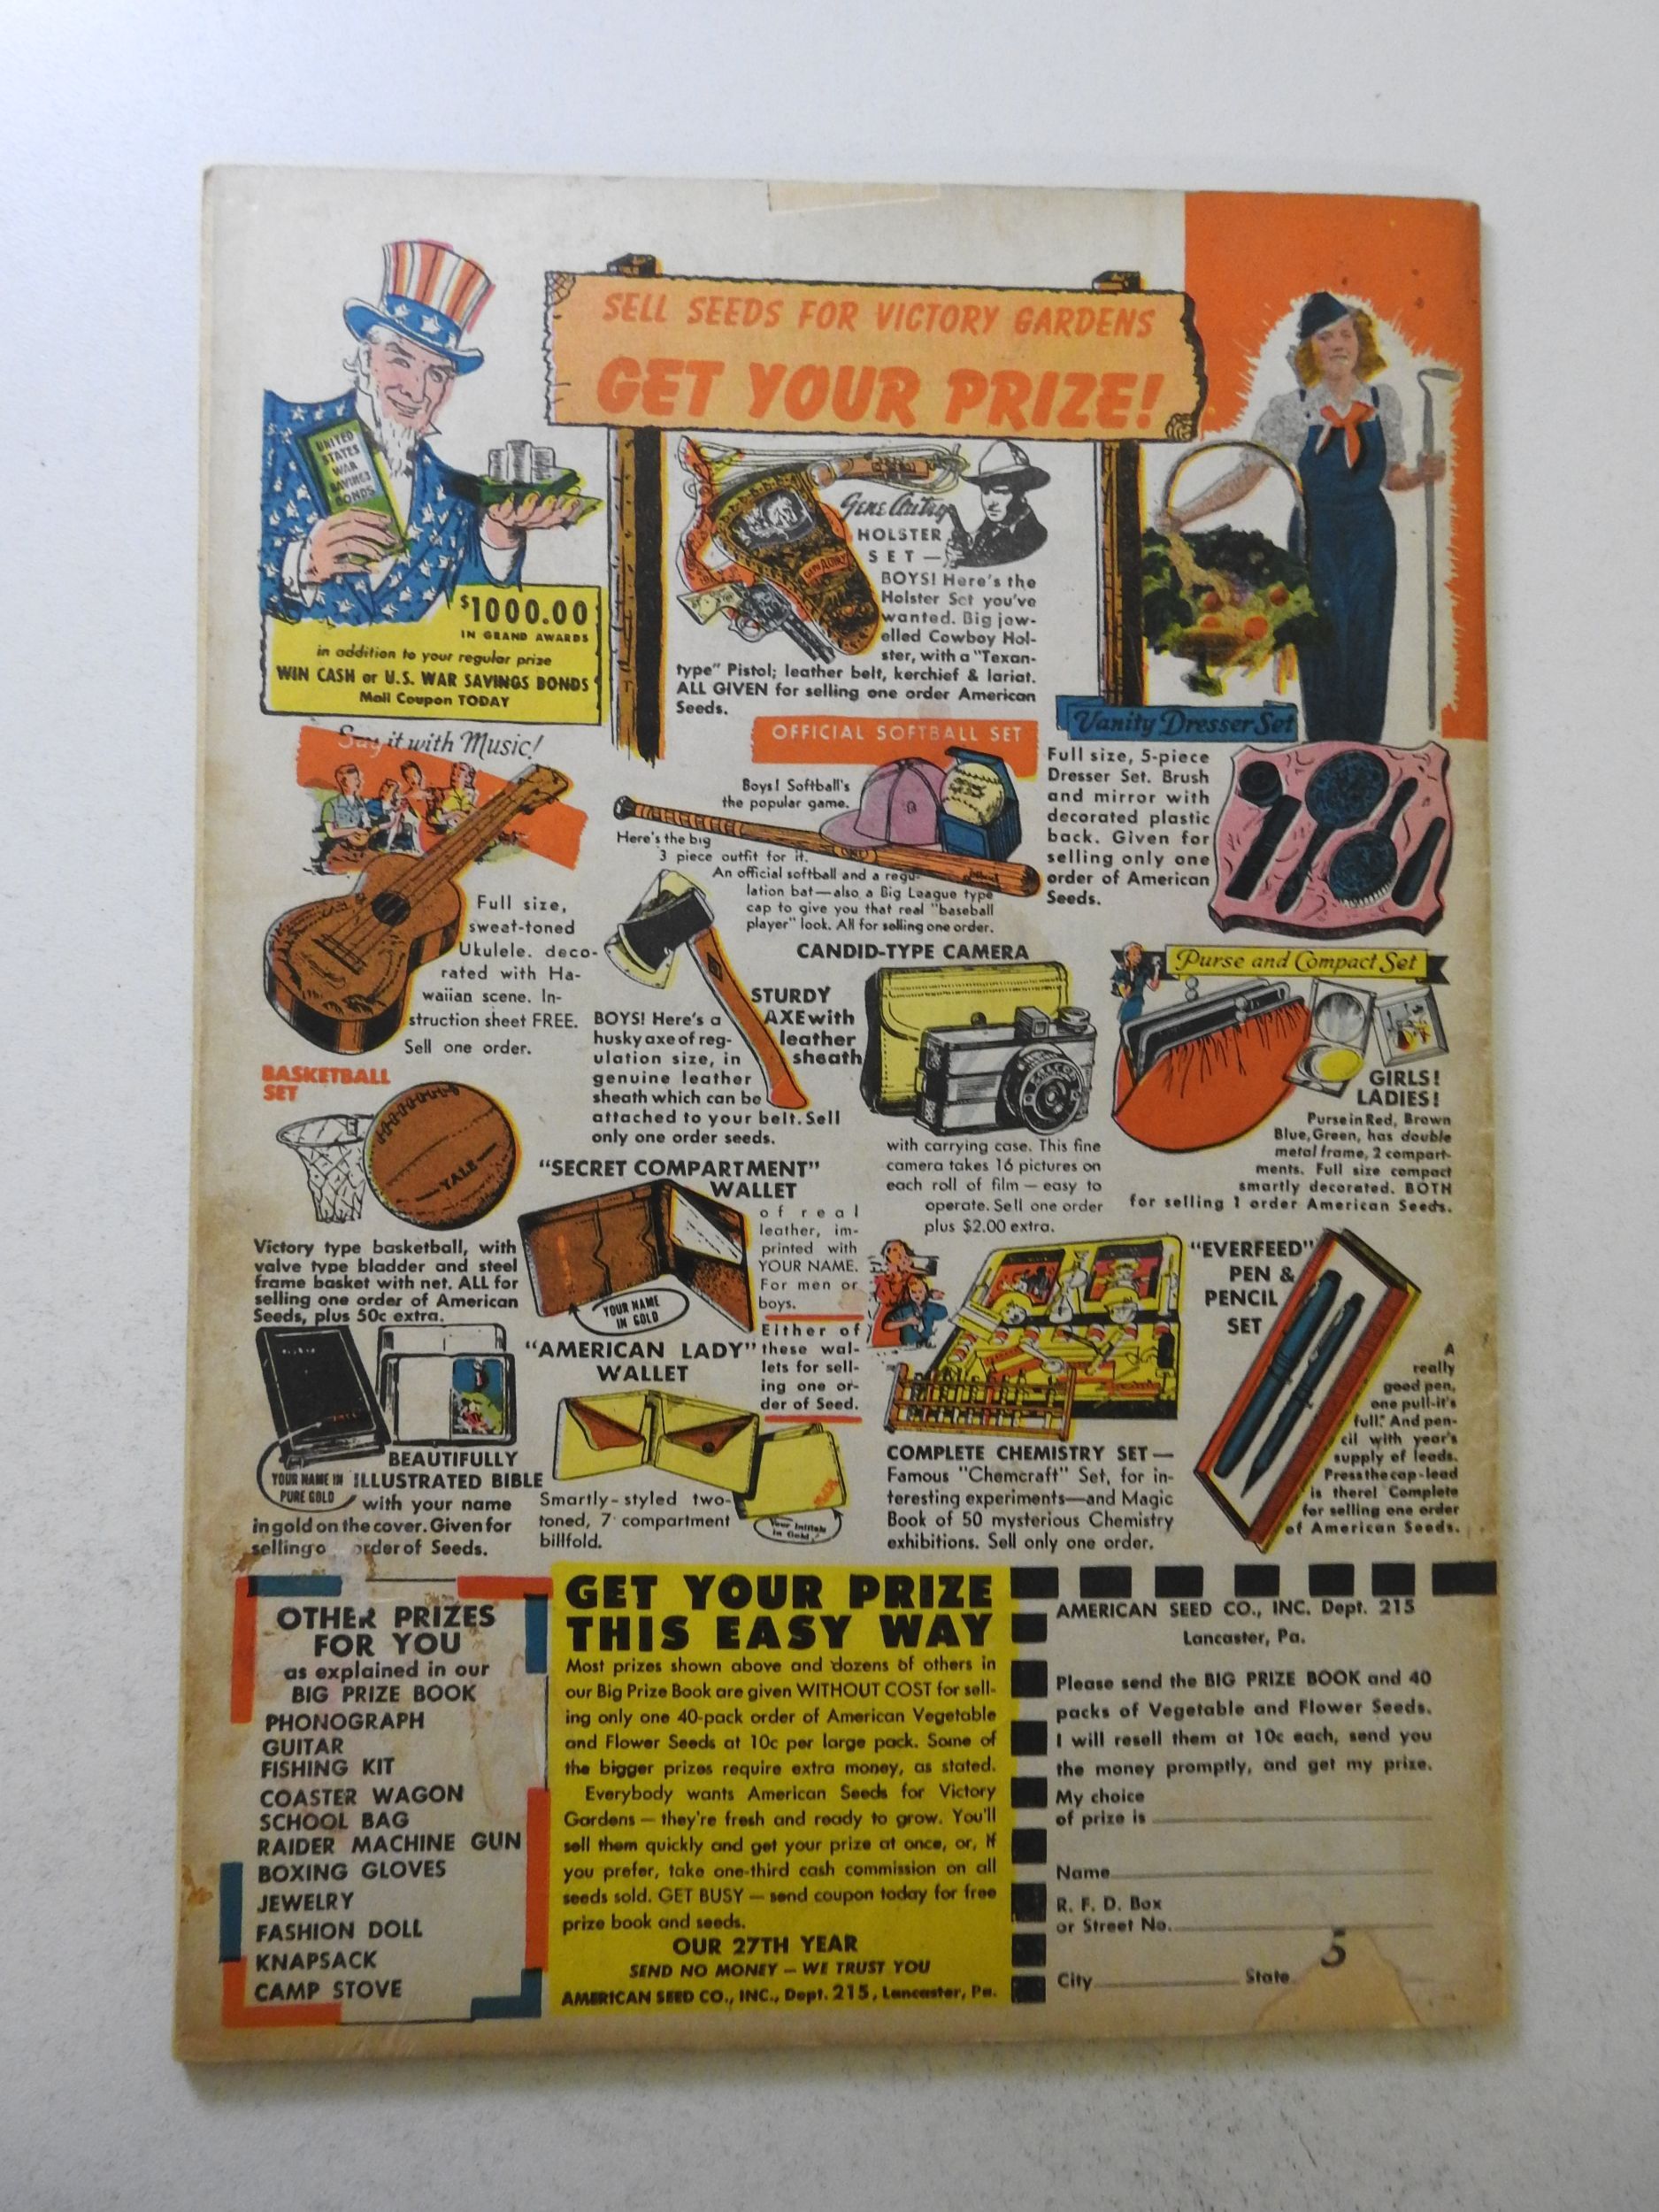 SELL SEEDS FOR VICTORY GARDENS
GET YOUR PRIZE!
UNITED
STATES
WAR
SAVINGS
BONDS
$1000.00
IN GRAND AWARDS
in addition to your regular prize
WIN CASH or U.S. WAR SAVINGS BONDS
Mail Coupon TODAY
Gene Autry
HOLSTER
SET—
GENE AUTRY
BOYS! Here's the
Holster Set you've
wanted. Big jew-
elled Cowboy Hol-
ster, with a "Texan-
type" Pistol; leather belt, kerchief & lariat.
ALL GIVEN for selling one order American
Seeds.
Say it with Music!
Full size,
sweet-toned
Ukulele. deco-
rated with Ha-
waiian scene. In-
struction sheet FREE.
Sell one order.
OFFICIAL SOFTBALL SET
Boys! Softball's
the popular game.
Here's the big
3 piece outfit for it.
An official softball and a regu-
lation bat—also a Big League type
cap to give you that real "baseball
player" look. All for selling one order.
Vanity Dresser Set
Full size, 5-piece
Dresser Set. Brush
and mirror with
decorated plastic
back. Given for
selling only one
order of American
Seeds.
STURDY
AXE with
leather
sheath
BOYS! Here's a
husky axe of reg-
ulation size, in
genuine leather
sheath which can be
attached to your belt. Sell
only one order seeds.
CANDID-TYPE CAMERA
with carrying case. This fine
camera takes 16 pictures on
each roll of film — easy to
operate. Sell one order
plus $2.00 extra.
Purse and Compact Set
GIRLS!
LADIES!
Purse in Red, Brown
Blue, Green, has double
metal frame, 2 compart-
ments. Full size compact
smartly decorated. BOTH
for selling 1 order American Seeds.
BASKETBALL
SET
YALE
Victory type basketball, with
valve type bladder and steel
frame basket with net. ALL for
selling one order of American
Seeds, plus 50c extra.
"SECRET COMPARTMENT"
WALLET
of real
leather, im-
printed with
YOUR NAME.
For men or
boys.
YOUR NAME
IN GOLD
Either of
these wal-
lets for sell-
ing one or-
der of Seed.
"AMERICAN LADY"
WALLET
Smartly-styled two-
toned, 7 compartment
billfold.
Your Initials
in Gold
YOUR NAME IN
PURE GOLD
BEAUTIFULLY
ILLUSTRATED BIBLE
with your name
in gold on the cover. Given for
selling order of Seeds.
COMPLETE CHEMISTRY SET—
Famous "Chemcraft" Set, for in-
teresting experiments—and Magic
Book of 50 mysterious Chemistry
exhibitions. Sell only one order.
"EVERFEED"
PEN &
PENCIL
SET
A
really
good pen,
one pull-it's
full." And pen-
cil with year's
supply of leads.
Press the cap-lead
is there! Complete
for selling one order
of American Seeds.
OTHER PRIZES
FOR YOU
as explained in our
BIG PRIZE BOOK
PHONOGRAPH
GUITAR
FISHING KIT
COASTER WAGON
SCHOOL BAG
RAIDER MACHINE GUN
BOXING GLOVES
JEWELRY
FASHION DOLL
KNAPSACK
CAMP STOVE
GET YOUR PRIZE
THIS EASY WAY
Most prizes shown above and dozens of others in
our Big Prize Book are given WITHOUT COST for sell-
ing only one 40-pack order of American Vegetable
and Flower Seeds at 10c per large pack. Some of
the bigger prizes require extra money, as stated.
Everybody wants American Seeds for Victory
Gardens — they're fresh and ready to grow. You'll
sell them quickly and get your prize at once, or, if
you prefer, take one-third cash commission on all
seeds sold. GET BUSY — send coupon today for free
prize book and seeds.
OUR 27TH YEAR
SEND NO MONEY — WE TRUST YOU
AMERICAN SEED CO., INC., Dept. 215, Lancaster, Pa.
AMERICAN SEED CO., INC. Dept. 215
Lancaster, Pa.
Please send the BIG PRIZE BOOK and 40
packs of Vegetable and Flower Seeds.
I will resell them at 10c each, send you
the money promptly, and get my prize.
My choice
of prize is
Name
R. F. D. Box
or Street No.
City State
5